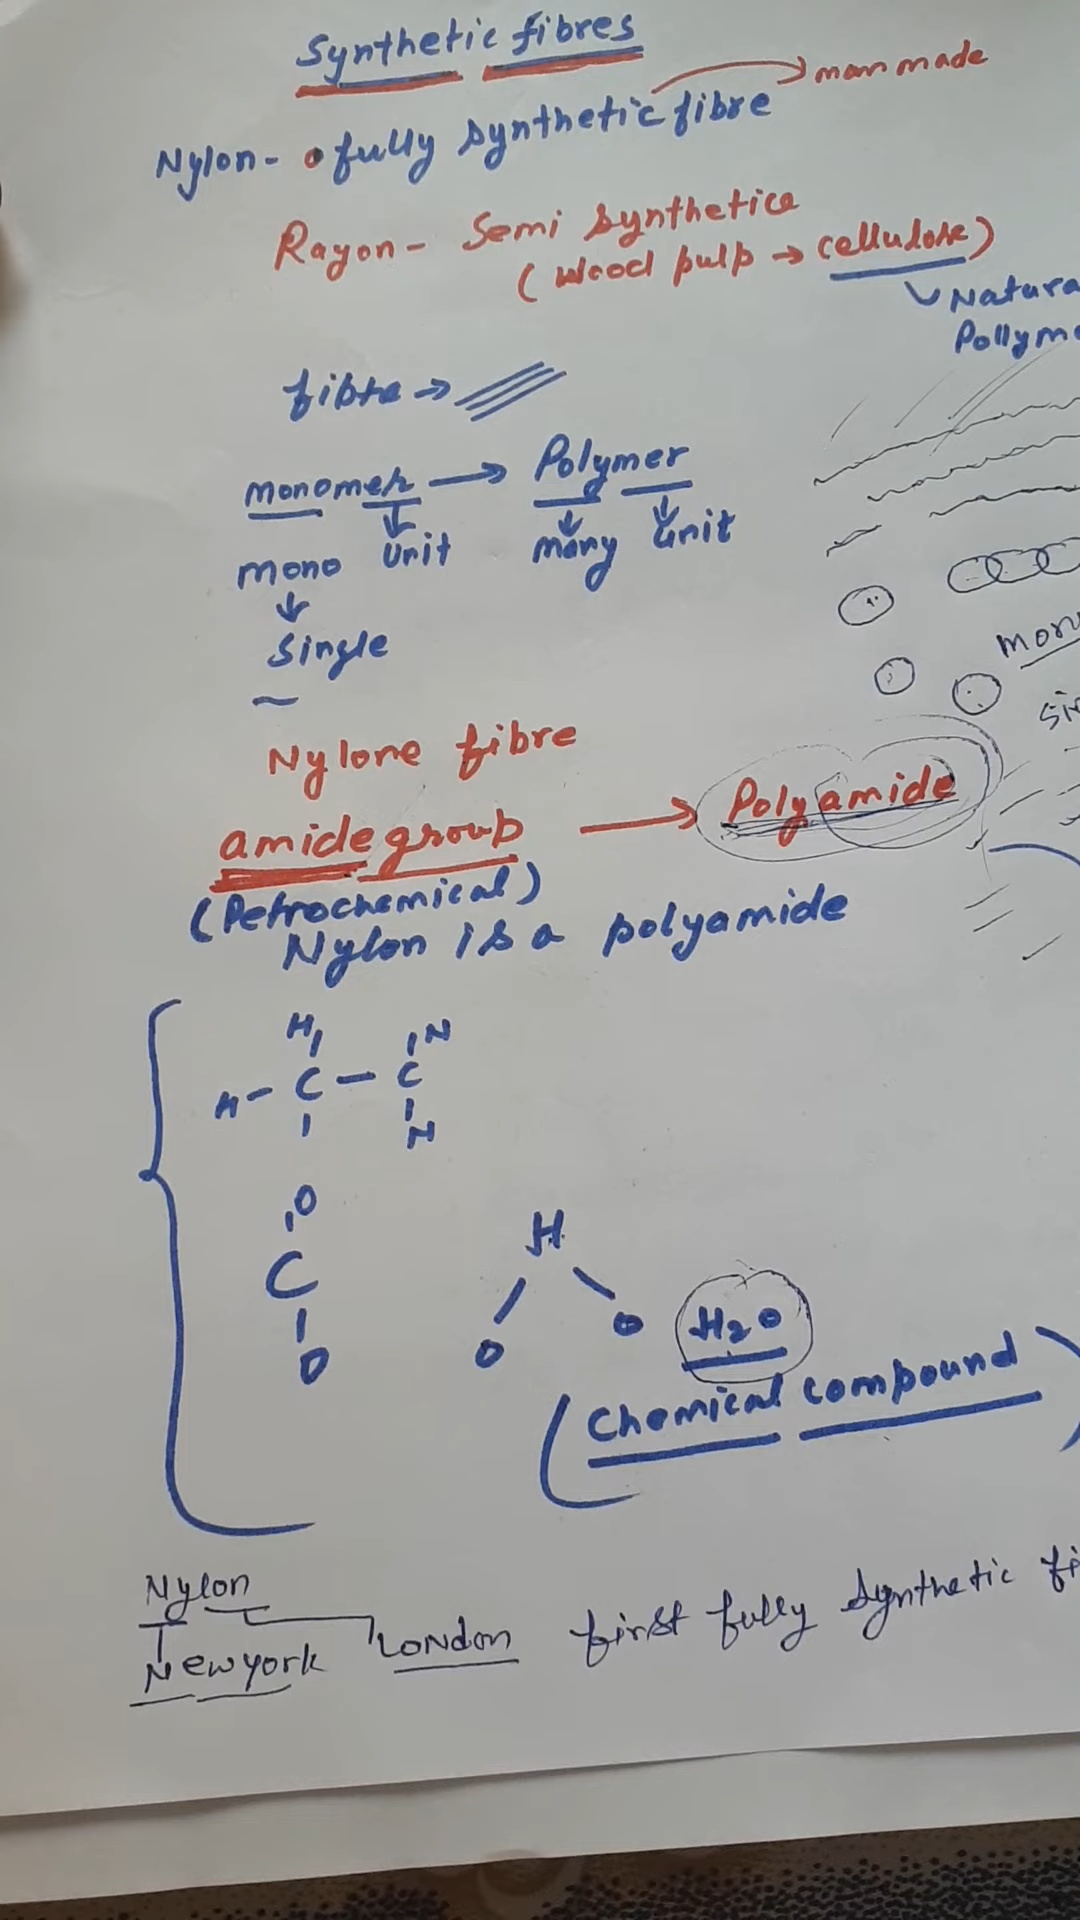 Synthetic fibres
man made
Nylon- fully synthetic fibre
Rayon- Semi synthetica
(wood pulp → cellulose)
Natura
Pollym
fibre →
monomer → Polymer
mono unit many unit
Single
mon
Nylone fibre
amide group → Polyamide
(Petrochemical)
Nylon is a polyamide
H N
H - C - C
N
O
C
O
H
O O H2O
(Chemical compound)
Nylon
Newyork London first fully synthetic fi